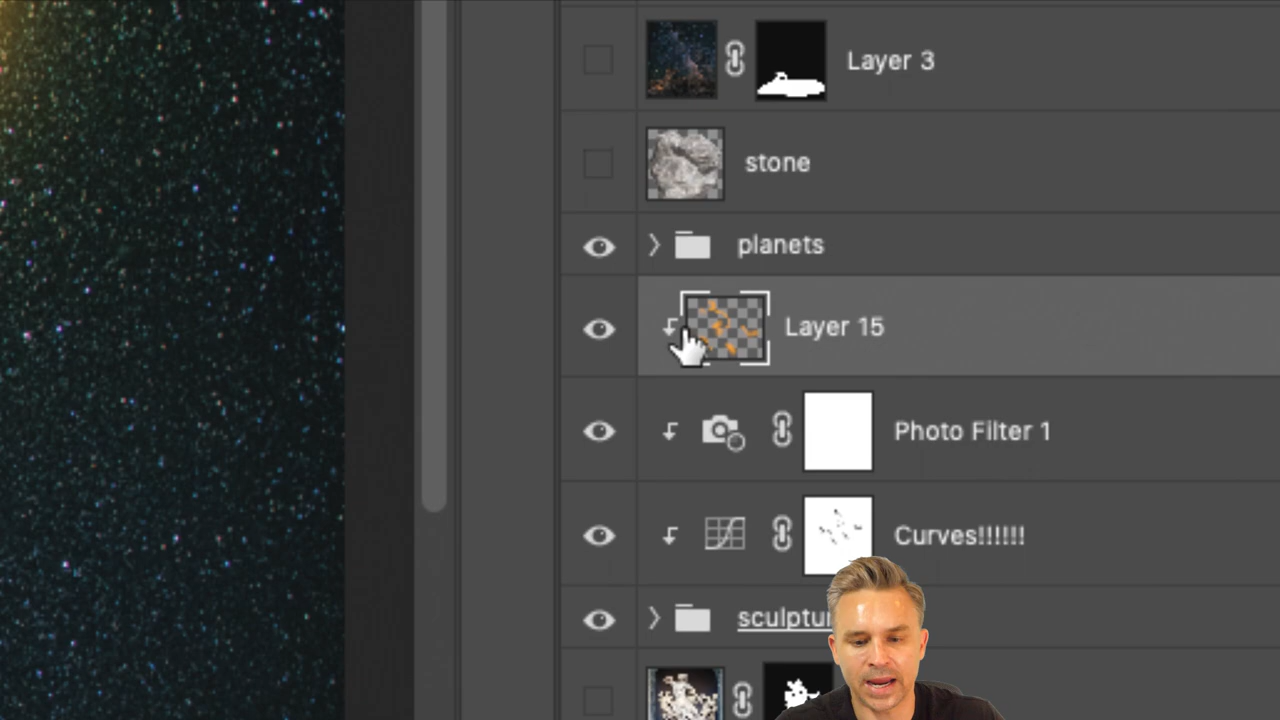 Layer 3
stone
planets
Layer 15
Photo Filter 1
Curves!!!!!!